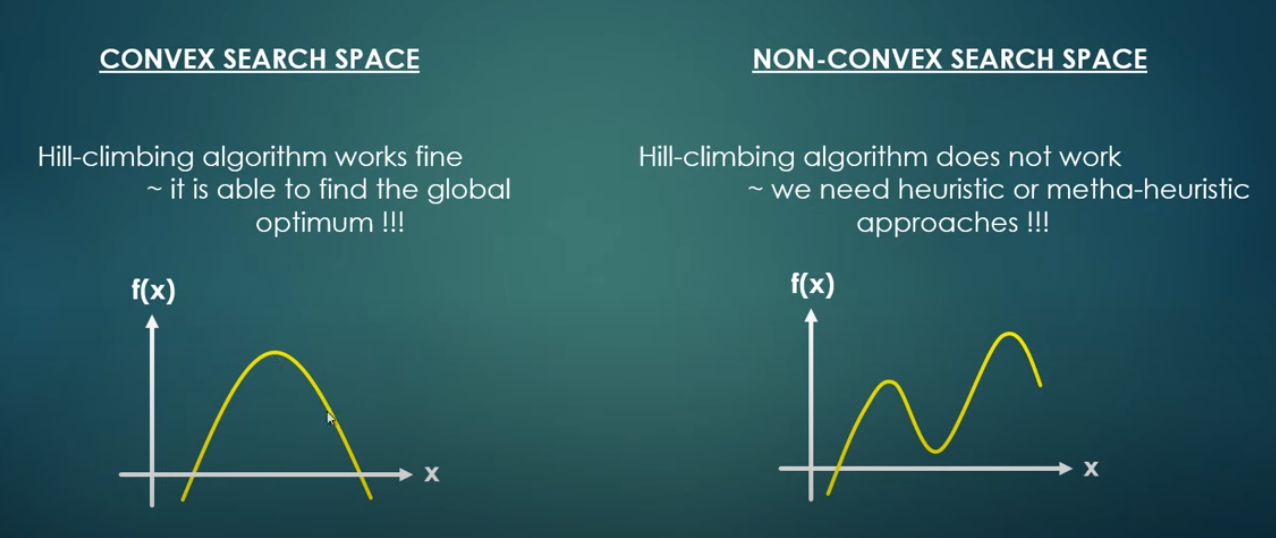 CONVEX SEARCH SPACE
Hill-climbing algorithm works fine
~ it is able to find the global
optimum !!!
f(x)
x
NON-CONVEX SEARCH SPACE
Hill-climbing algorithm does not work
~ we need heuristic or metha-heuristic
approaches !!!
f(x)
x